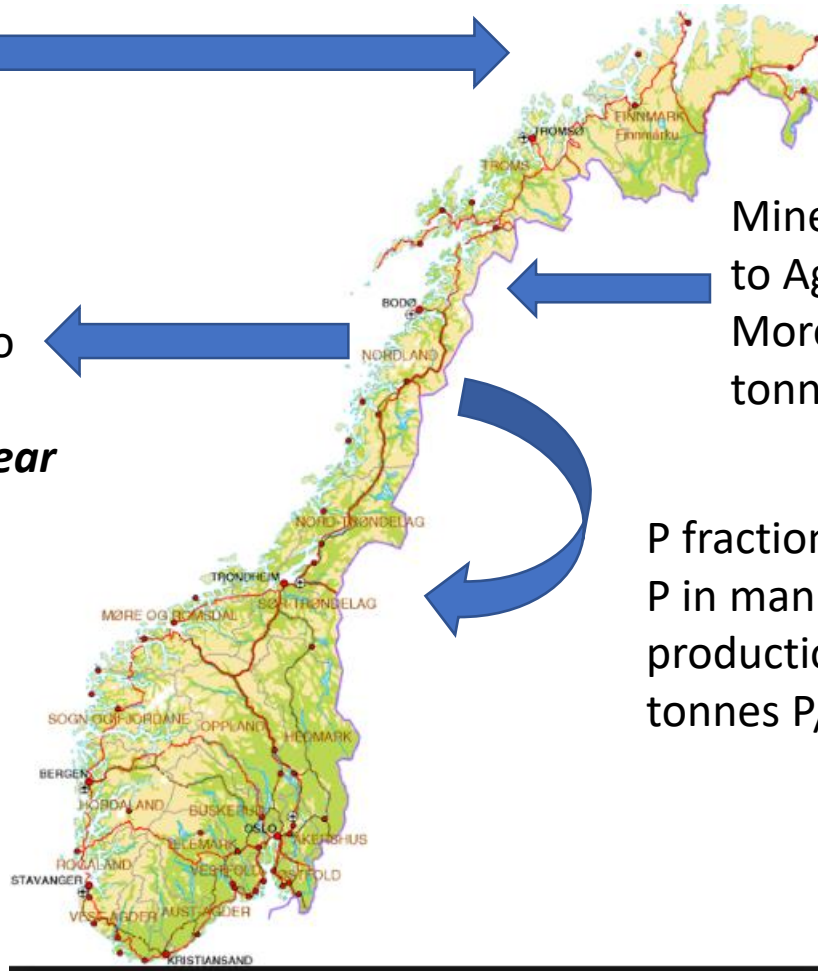 FINNMARK
Finnmárku
TROMSØ
TROMS
Mine
to Ag
More
tonn
BODØ
o
NORDLAND
ear
NORD-TRØNDELAG
P fraction
P in man
productio
tonnes P/
TRONDHEIM
SØR-TRØNDELAG
MØRE OG ROMSDAL
SOGN OG FJORDANE
OPPLAND
HEDMARK
BERGEN
HORDALAND
BUSKERUD
OSLO
AKERSHUS
TELEMARK
ROGALAND
VESTFOLD
ØSTFOLD
STAVANGER
VEST-AGDER
AUST-AGDER
KRISTIANSAND